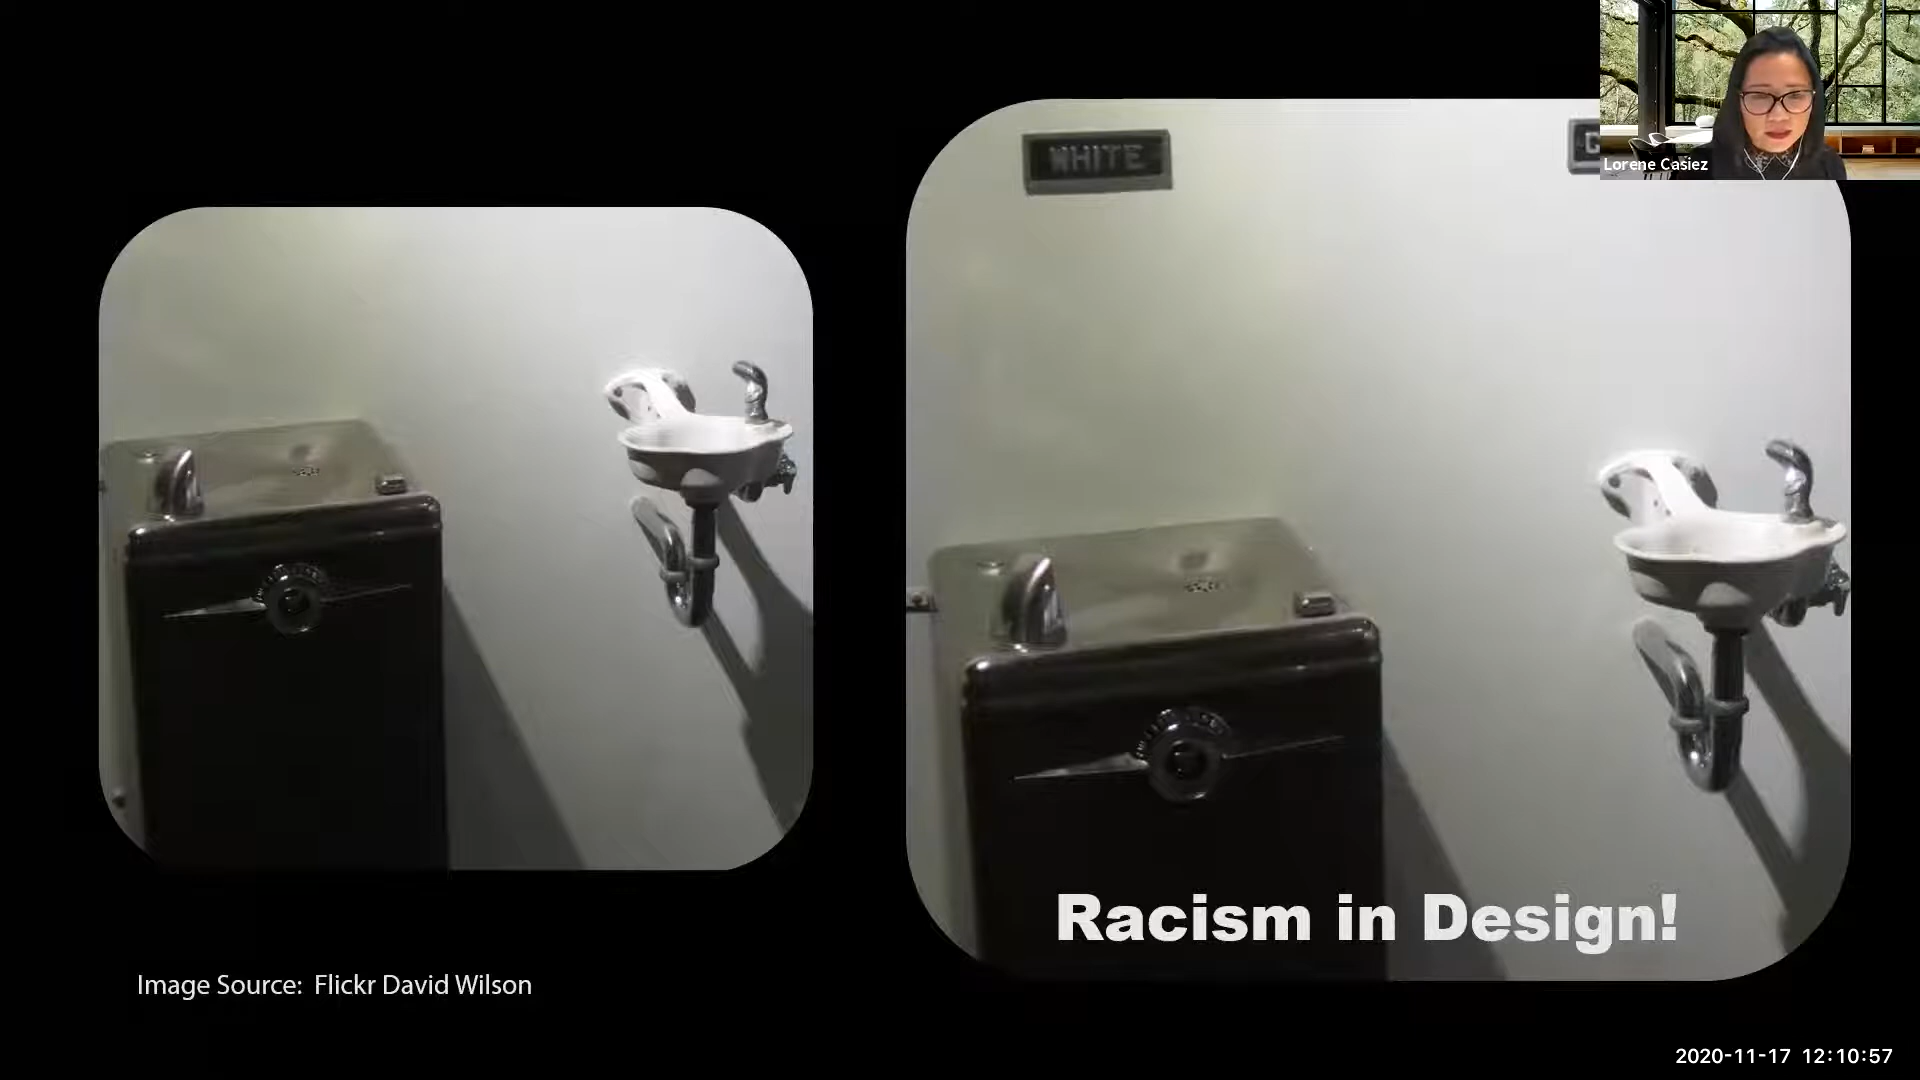 WHITE
Lorene Casiez
Racism in Design!
Image Source: Flickr David Wilson
2020-11-17 12:10:57